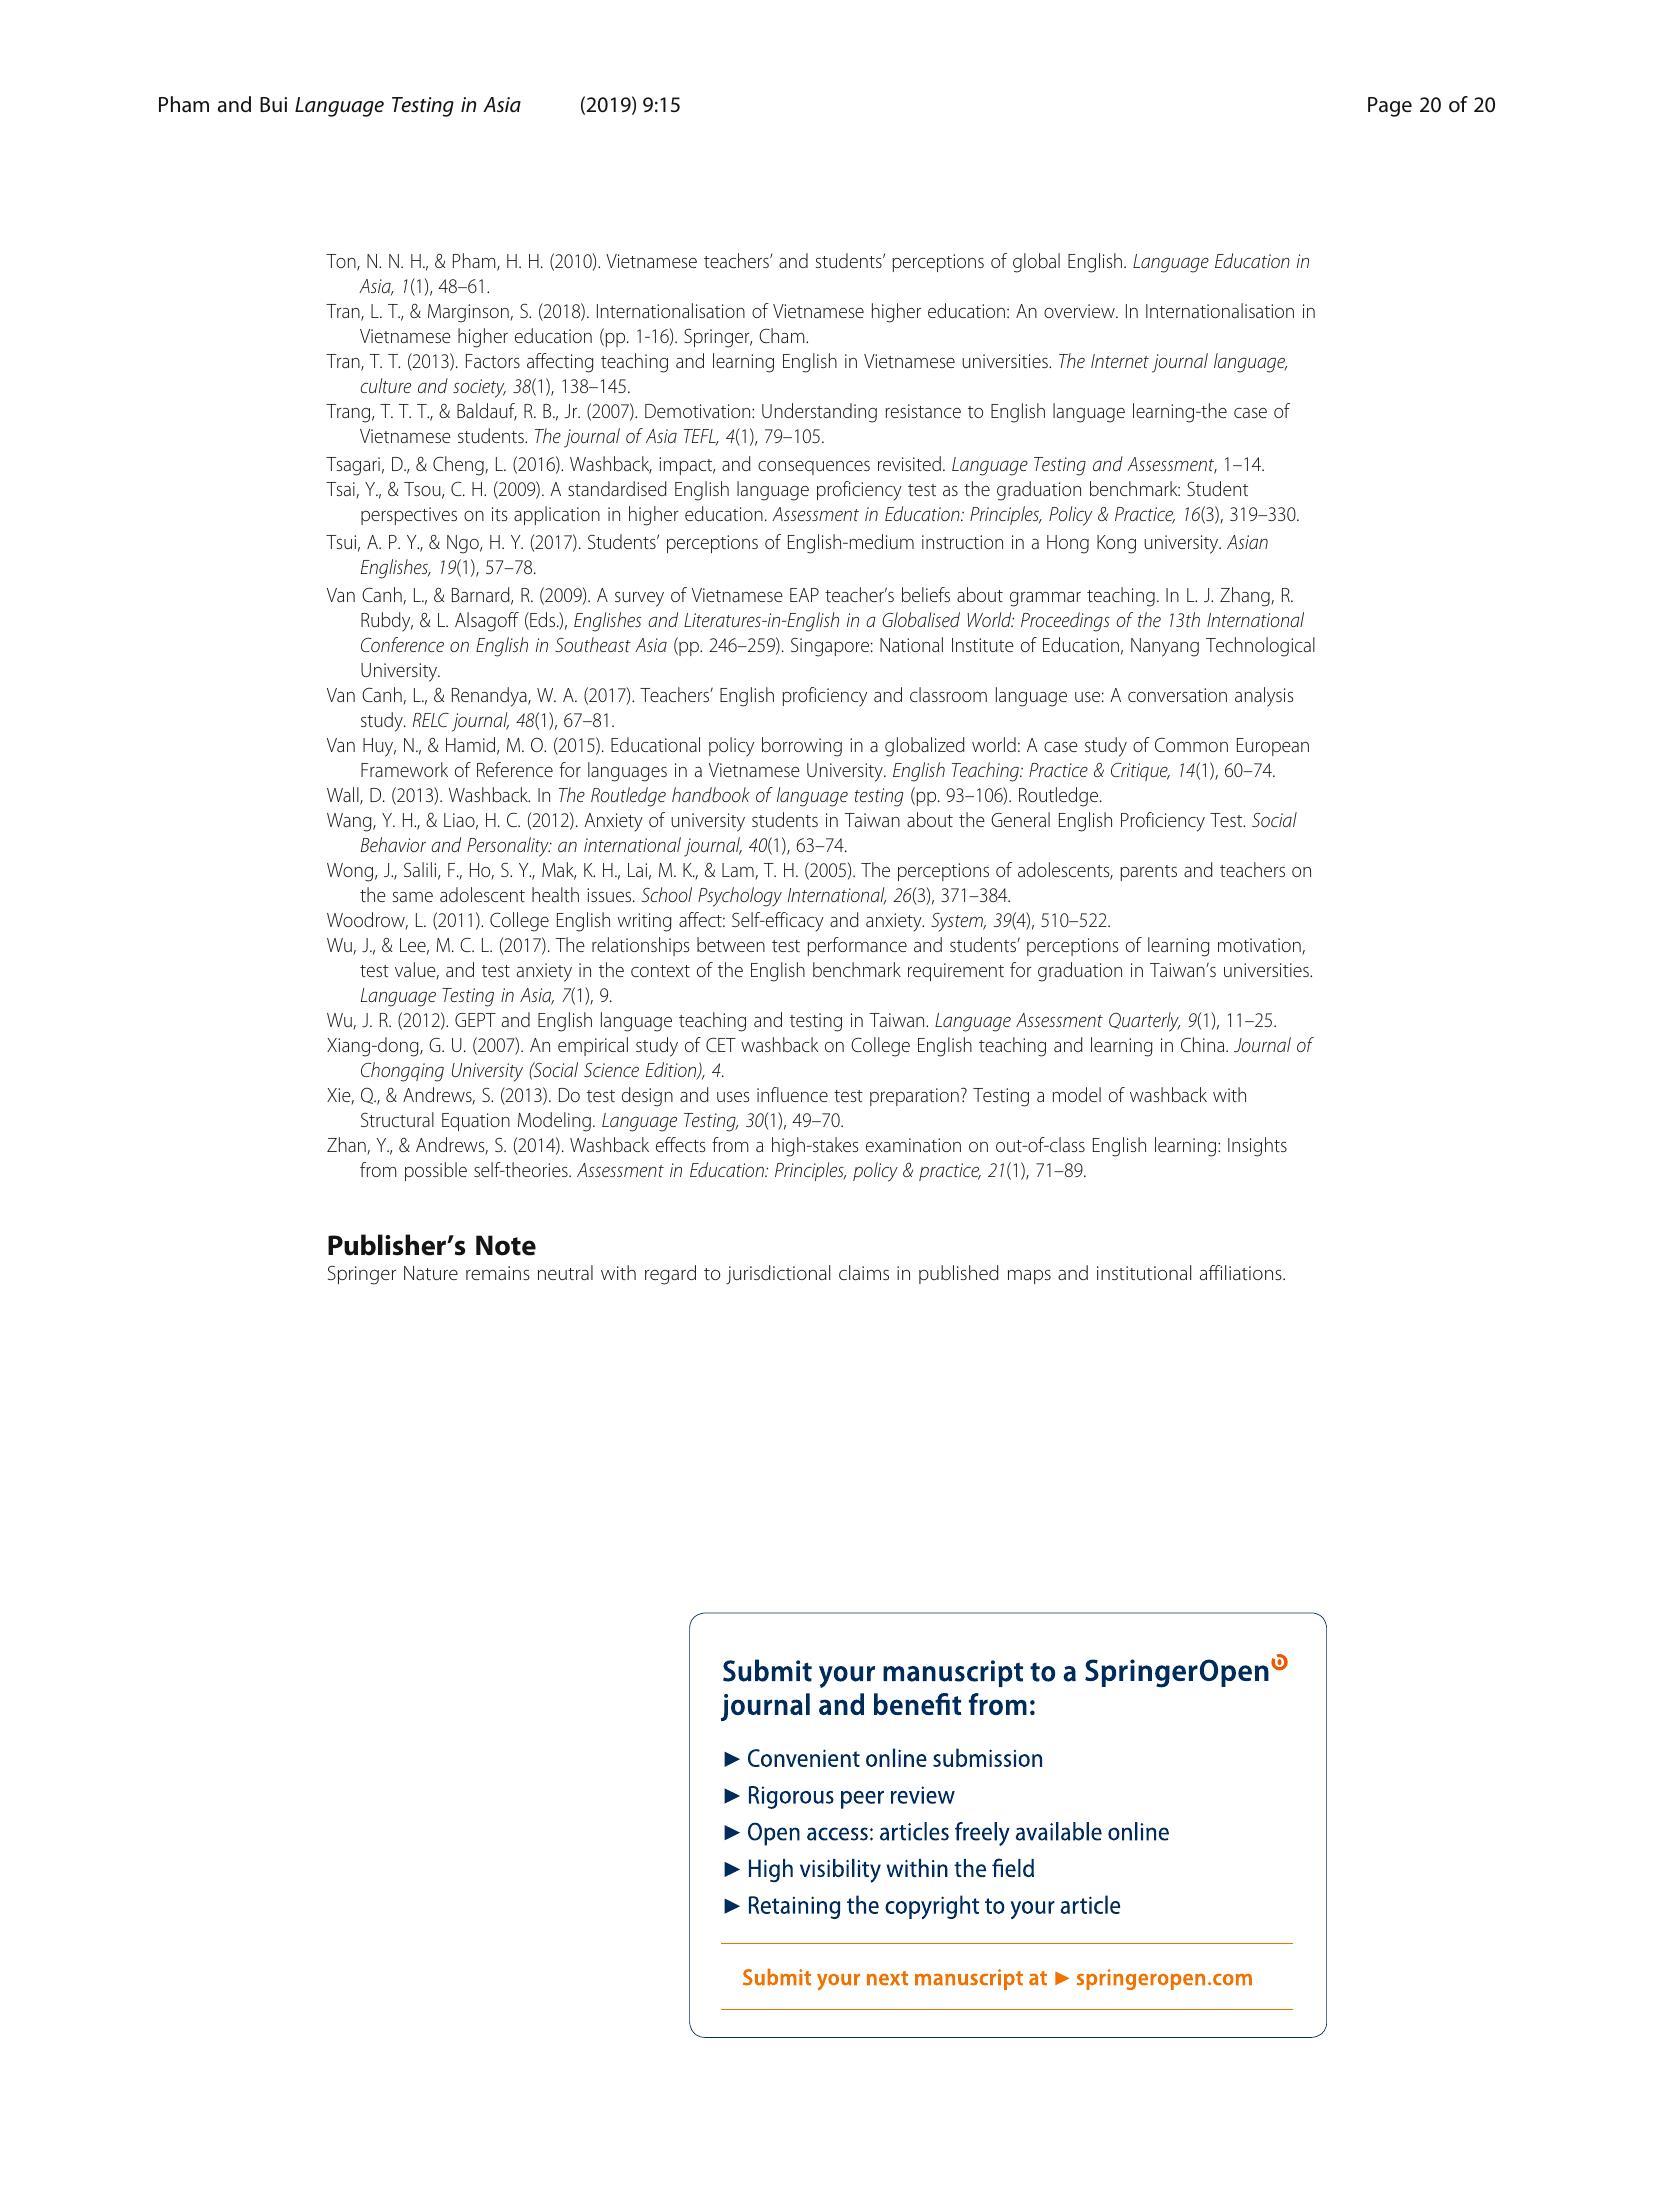 Pham and Bui Language Testing in Asia (2019) 9:15 Page 20 of 20
Ton, N. N. H., & Pham, H. H. (2010). Vietnamese teachers’ and students’ perceptions of global English. Language Education in
Asia, 1(1), 48–61.
Tran, L. T., & Marginson, S. (2018). Internationalisation of Vietnamese higher education: An overview. In Internationalisation in
Vietnamese higher education (pp. 1-16). Springer, Cham.
Tran, T. T. (2013). Factors affecting teaching and learning English in Vietnamese universities. The Internet journal language,
culture and society, 38(1), 138–145.
Trang, T. T. T., & Baldauf, R. B., Jr. (2007). Demotivation: Understanding resistance to English language learning-the case of
Vietnamese students. The journal of Asia TEFL, 4(1), 79–105.
Tsagari, D., & Cheng, L. (2016). Washback, impact, and consequences revisited. Language Testing and Assessment, 1–14.
Tsai, Y., & Tsou, C. H. (2009). A standardised English language proficiency test as the graduation benchmark: Student
perspectives on its application in higher education. Assessment in Education: Principles, Policy & Practice, 16(3), 319–330.
Tsui, A. P. Y., & Ngo, H. Y. (2017). Students’ perceptions of English-medium instruction in a Hong Kong university. Asian
Englishes, 19(1), 57–78.
Van Canh, L., & Barnard, R. (2009). A survey of Vietnamese EAP teacher’s beliefs about grammar teaching. In L. J. Zhang, R.
Rubdy, & L. Alsagoff (Eds.), Englishes and Literatures-in-English in a Globalised World: Proceedings of the 13th International
Conference on English in Southeast Asia (pp. 246–259). Singapore: National Institute of Education, Nanyang Technological
University.
Van Canh, L., & Renandya, W. A. (2017). Teachers’ English proficiency and classroom language use: A conversation analysis
study. RELC journal, 48(1), 67–81.
Van Huy, N., & Hamid, M. O. (2015). Educational policy borrowing in a globalized world: A case study of Common European
Framework of Reference for languages in a Vietnamese University. English Teaching: Practice & Critique, 14(1), 60–74.
Wall, D. (2013). Washback. In The Routledge handbook of language testing (pp. 93–106). Routledge.
Wang, Y. H., & Liao, H. C. (2012). Anxiety of university students in Taiwan about the General English Proficiency Test. Social
Behavior and Personality: an international journal, 40(1), 63–74.
Wong, J., Salili, F., Ho, S. Y., Mak, K. H., Lai, M. K., & Lam, T. H. (2005). The perceptions of adolescents, parents and teachers on
the same adolescent health issues. School Psychology International, 26(3), 371–384.
Woodrow, L. (2011). College English writing affect: Self-efficacy and anxiety. System, 39(4), 510–522.
Wu, J., & Lee, M. C. L. (2017). The relationships between test performance and students’ perceptions of learning motivation,
test value, and test anxiety in the context of the English benchmark requirement for graduation in Taiwan’s universities.
Language Testing in Asia, 7(1), 9.
Wu, J. R. (2012). GEPT and English language teaching and testing in Taiwan. Language Assessment Quarterly, 9(1), 11–25.
Xiang-dong, G. U. (2007). An empirical study of CET washback on College English teaching and learning in China. Journal of
Chongqing University (Social Science Edition), 4.
Xie, Q., & Andrews, S. (2013). Do test design and uses influence test preparation? Testing a model of washback with
Structural Equation Modeling. Language Testing, 30(1), 49–70.
Zhan, Y., & Andrews, S. (2014). Washback effects from a high-stakes examination on out-of-class English learning: Insights
from possible self-theories. Assessment in Education: Principles, policy & practice, 21(1), 71–89.
Publisher’s Note
Springer Nature remains neutral with regard to jurisdictional claims in published maps and institutional affiliations.
Submit your manuscript to a SpringerOpen
journal and benefit from:
► Convenient online submission
► Rigorous peer review
► Open access: articles freely available online
► High visibility within the field
► Retaining the copyright to your article
Submit your next manuscript at ► springeropen.com